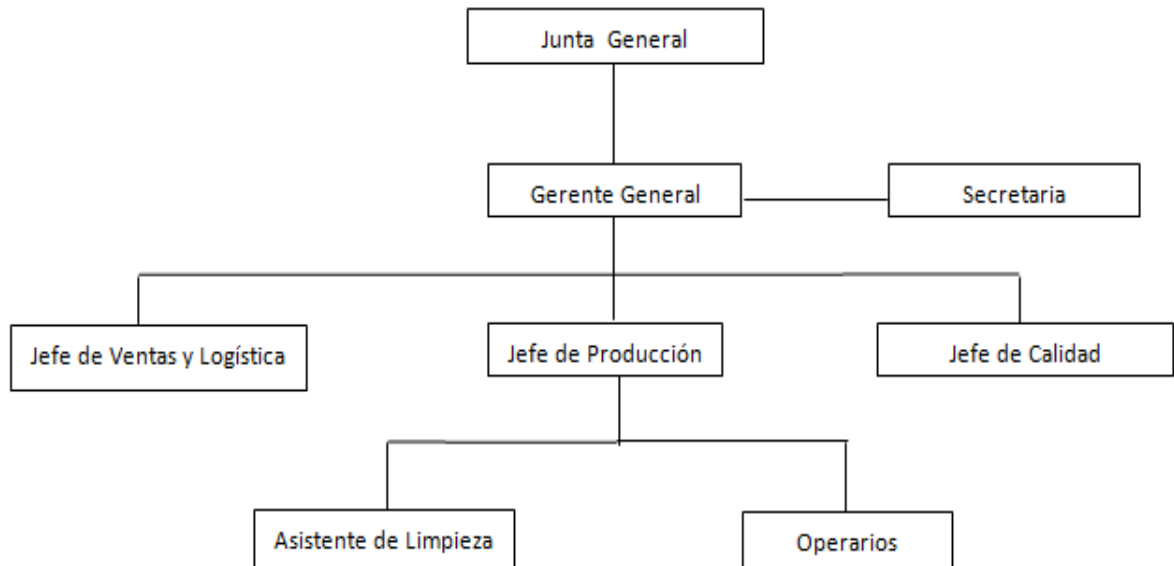 Junta General
Gerente General
Secretaria
Jefe de Ventas y Logística
Jefe de Producción
Jefe de Calidad
Asistente de Limpieza
Operarios